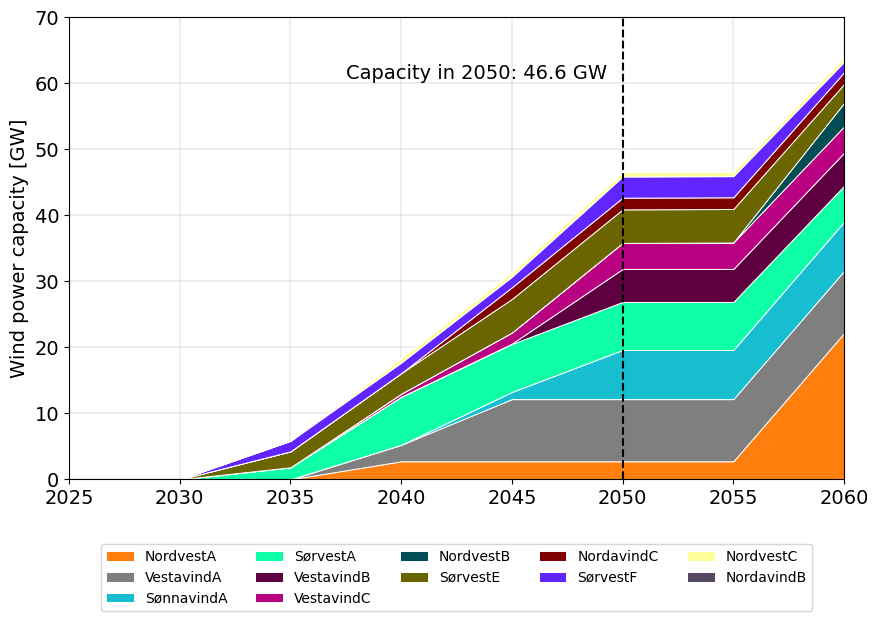 70
60
50
40
30
20
10
0
Wind power capacity [GW]
Capacity in 2050: 46.6 GW
2025 2030 2035 2040 2045 2050 2055 2060
NordvestA SørvestA NordvestB NordavindC NordvestC
VestavindA VestavindB SørvestE SørvestF NordavindB
SønnavindA VestavindC